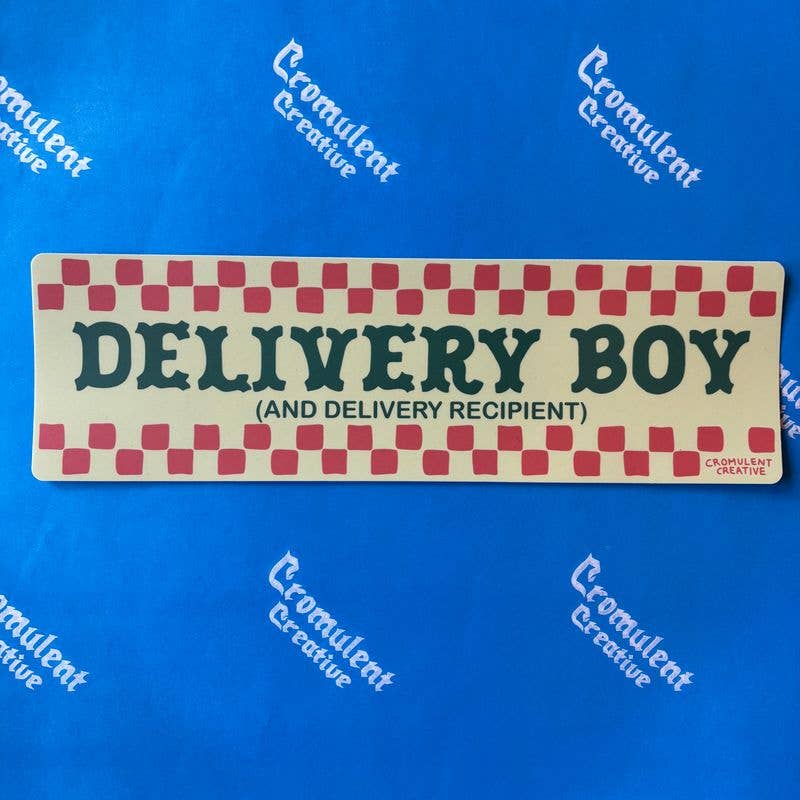 Cromulent
Creative
Cromulent
Creative
DELIVERY BOY
(AND DELIVERY RECIPIENT)
CROMULENT
CREATIVE
Cromulent
Creative
Cromulent
Creative